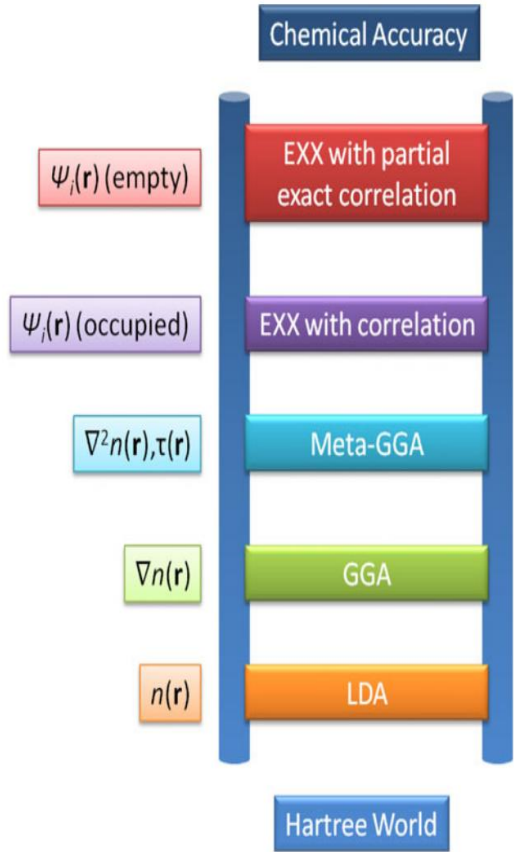 Chemical Accuracy
Ψi(r) (empty)
EXX with partial
exact correlation
Ψi(r) (occupied)
EXX with correlation
∇²n(r),τ(r)
Meta-GGA
∇n(r)
GGA
n(r)
LDA
Hartree World